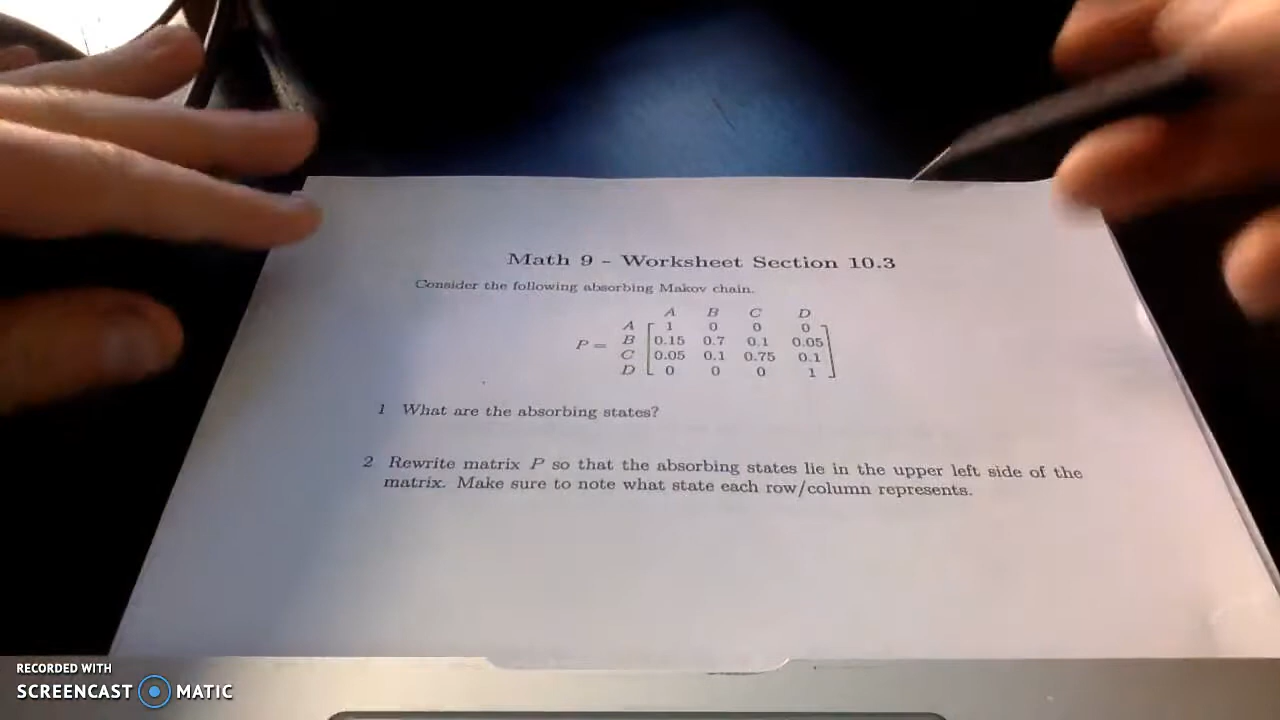 Math 9 - Worksheet Section 10.3
Consider the following absorbing Makov chain.
A B C D
A 1 0 0 0
P = B 0.15 0.7 0.1 0.05
C 0.05 0.1 0.75 0.1
D 0 0 0 1
1 What are the absorbing states?
2 Rewrite matrix P so that the absorbing states lie in the upper left side of the
matrix. Make sure to note what state each row/column represents.
RECORDED WITH
SCREENCAST MATIC